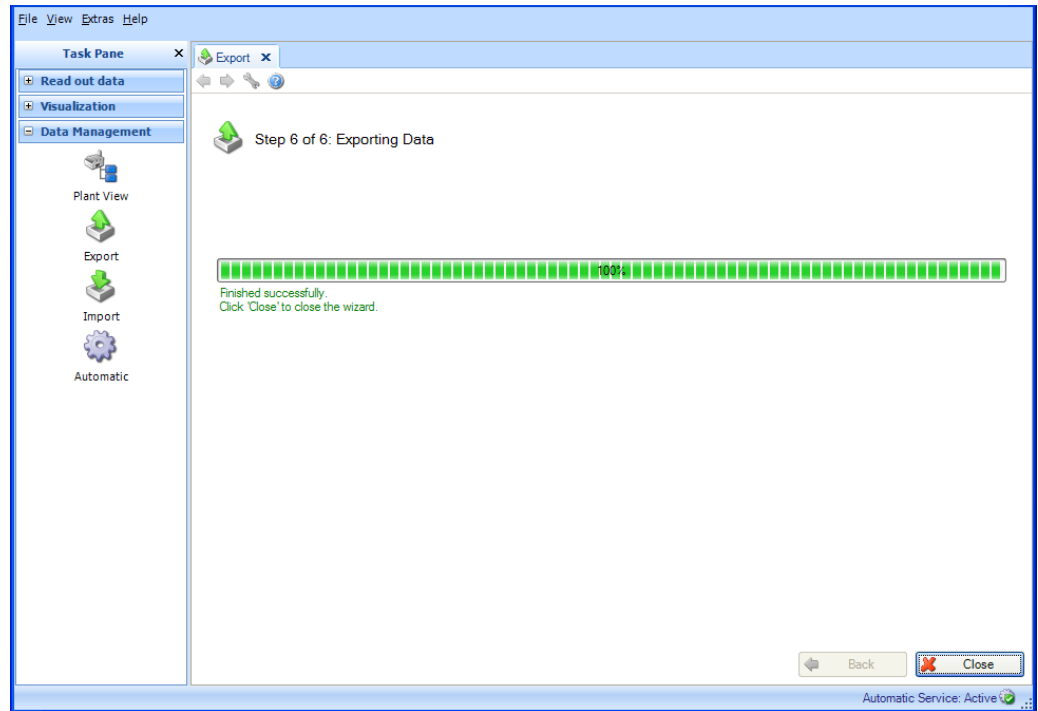 File View Extras Help
Task Pane
Export
Read out data
Visualization
Data Management
Plant View
Export
Import
Automatic
Step 6 of 6: Exporting Data
100%
Finished successfully.
Click 'Close' to close the wizard.
Back
Close
Automatic Service: Active